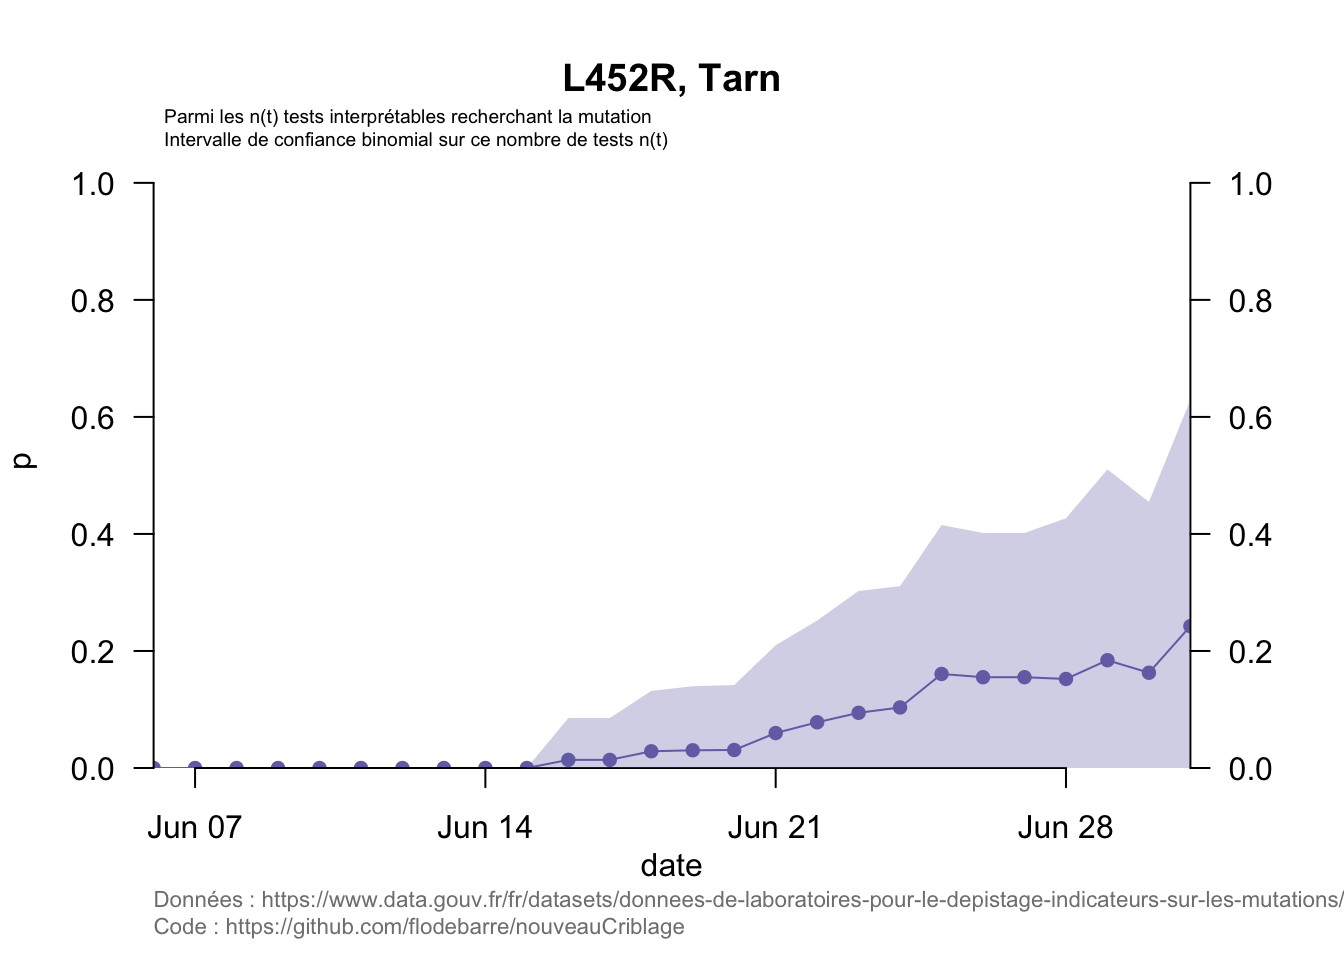 L452R, Tarn
Parmi les n(t) tests interprétables recherchant la mutation
Intervalle de confiance binomial sur ce nombre de tests n(t)
1.0
0.8
0.6
0.4
0.2
0.0
p
1.0
0.8
0.6
0.4
0.2
0.0
Jun 07 Jun 14 Jun 21 Jun 28
date
Données : https://www.data.gouv.fr/fr/datasets/donnees-de-laboratoires-pour-le-depistage-indicateurs-sur-les-mutations/
Code : https://github.com/flodebarre/nouveauCriblage